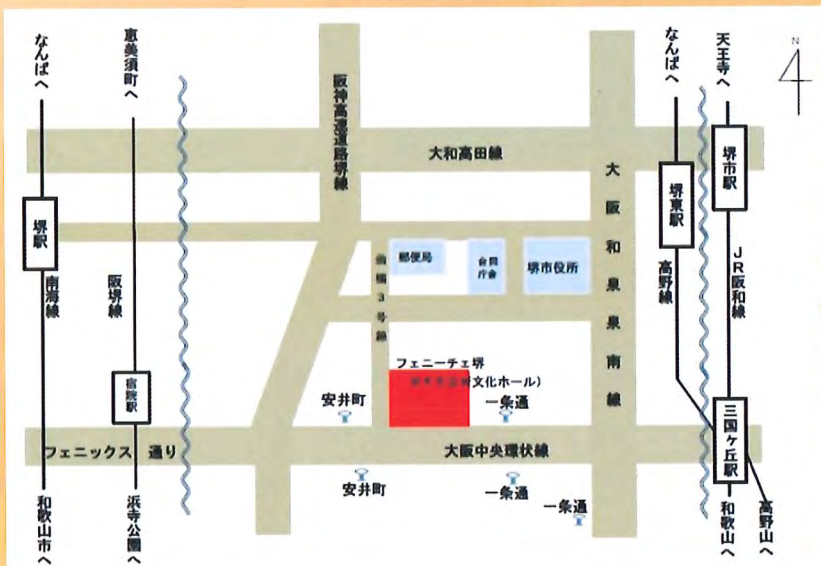 なんばへ
恵美須町へ
阪神高速道路堺線
なんばへ
天王寺へ
N
大和高田線
堺駅
南海線
阪堺線
宿院駅
郵便局
合同
庁舎
堺市役所
大阪和泉泉南線
堺東駅
高野線
堺市駅
JR阪和線
フェニーチェ堺
文化ホール)
安井町
一条通
フェニックス 通り
大阪中央環状線
三国ヶ丘駅
安井町
一条通
一条通
和歌山市へ
浜寺公園へ
和歌山へ
高野山へ